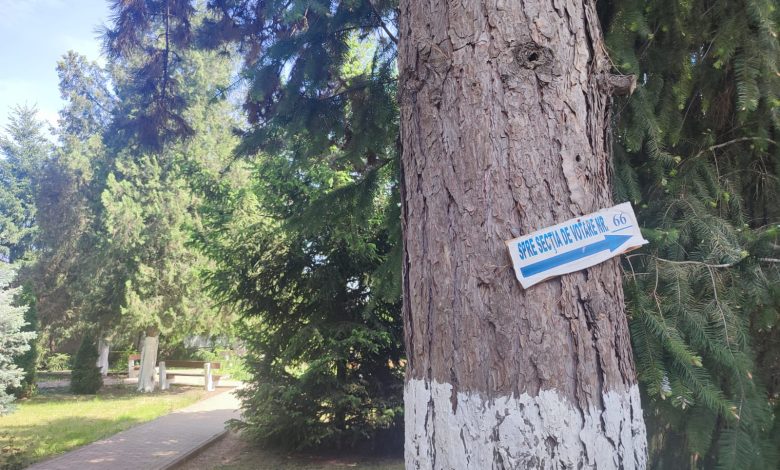 SPRE SECȚIA DE VOTARE NR. 66